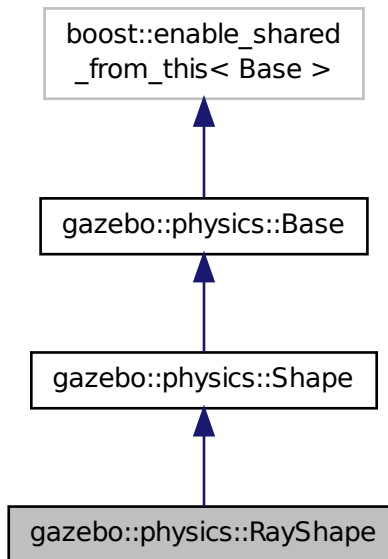 boost::enable_shared
_from_this< Base >
gazebo::physics::Base
gazebo::physics::Shape
gazebo::physics::RayShape